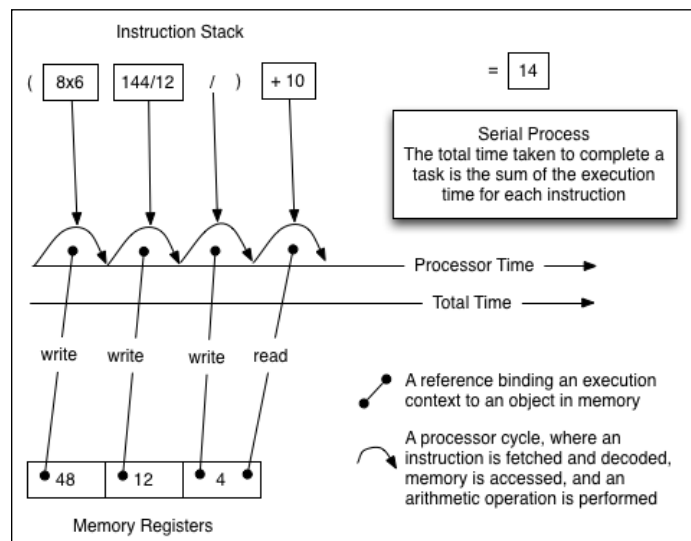 Instruction Stack
( 8x6 144/12 / ) + 10 = 14
Serial Process
The total time taken to complete a
task is the sum of the execution
time for each instruction
Processor Time
Total Time
write write write read
A reference binding an execution
context to an object in memory
A processor cycle, where an
instruction is fetched and decoded,
memory is accessed, and an
arithmetic operation is performed
48 12 4
Memory Registers